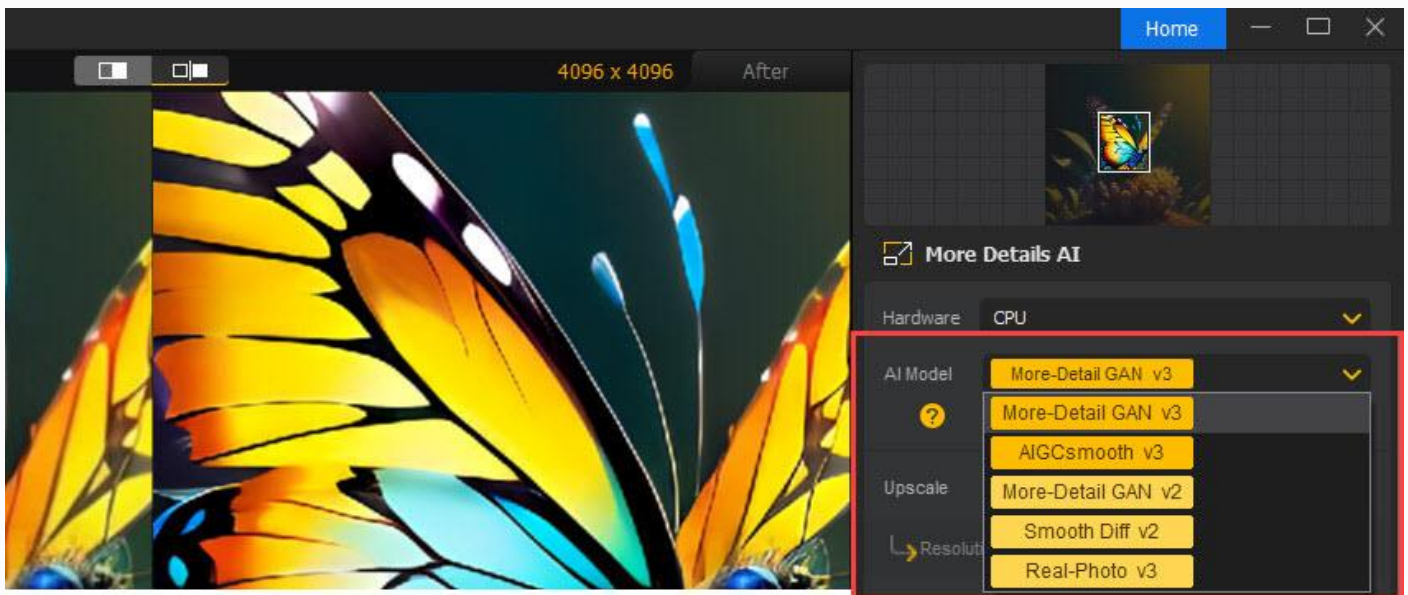 Home
4096 x 4096 After
More Details AI
Hardware CPU
AI Model More-Detail GAN v3
? More-Detail GAN v3
AIGCsmooth v3
Upscale More-Detail GAN v2
Smooth Diff v2
Resoluti
Real-Photo v3